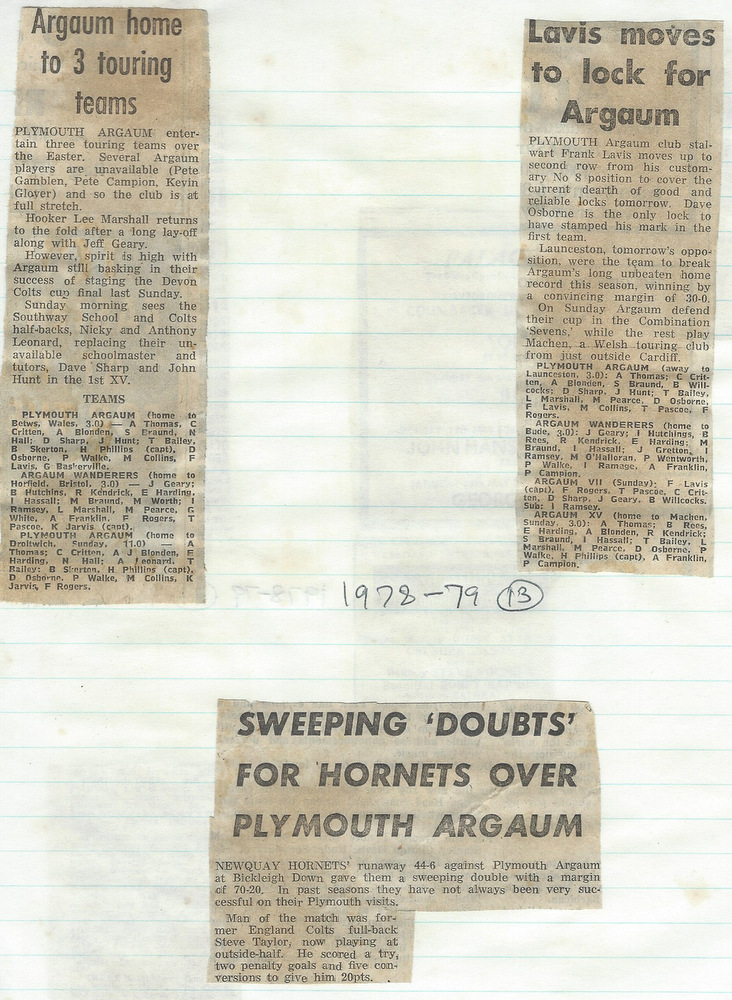 Argaum home
to 3 touring
teams
PLYMOUTH ARGAUM enter-
tain three touring teams over
the Easter. Several Argaum
players are unavailable (Pete
Gamblen, Pete Campion, Kevin
Glover) and so the club is at
full stretch.
Hooker Lee Marshall returns
to the fold after a long lay-off
along with Jeff Geary.
However, spirit is high with
Argaum still basking in their
success of staging the Devon
Colts cup final last Sunday.
Sunday morning sees the
Southway School and Colts
half-backs, Nicky and Anthony
Leonard, replacing their un-
available schoolmaster and
tutors, Dave Sharp and John
Hunt in the 1st XV.
TEAMS
PLYMOUTH ARGAUM (home to
Betws, Wales, 3.0) — A Thomas, C
Critten, A Blonden, S Braund, N
Hall; D Sharp, J Hunt; T Bailey,
B Skerton, H Phillips (capt), D
Osborne, P Walke, M Collins, F
Lavis, G Baskerville.
ARGAUM WANDERERS (home to
Horfield, Bristol, 3.0) — J Geary;
B Hutchins, R Kendrick, E Harding,
I Hassall; M Braund, M Worth; I
Ramsey, L Marshall, M Pearce, G
White, A Franklin, F Rogers, T
Pascoe, K Jarvis (capt).
PLYMOUTH ARGAUM (home to
Droitwich, Sunday, 11.0) — A
Thomas; C Critten, A J Blonden, E
Harding, N Hall; A Leonard, T
Bailey; B Skerton, H Phillips (capt),
D Osborne, P Walke, M Collins, K
Jarvis, F Rogers.
Lavis moves
to lock for
Argaum
PLYMOUTH Argaum club stal-
wart Frank Lavis moves up to
second row from his custom-
ary No 8 position to cover the
current dearth of good and
reliable locks tomorrow. Dave
Osborne is the only lock to
have stamped his mark in the
first team.
Launceston, tomorrow's oppo-
sition, were the team to break
Argaum's long unbeaten home
record this season, winning by
a convincing margin of 30-0.
On Sunday Argaum defend
their cup in the Combination
'Sevens,' while the rest play
Machen, a Welsh touring club
from just outside Cardiff.
PLYMOUTH ARGAUM (away to
Launceston, 3.0): A Thomas; C Crit-
ten, A Blonden, S Braund, B Will-
cocks; D Sharp, J Hunt; T Bailey,
L Marshall, M Pearce, D Osborne,
F Lavis, M Collins, T Pascoe, F
Rogers.
ARGAUM WANDERERS (home to
Bude, 3.0): J Geary; I Hutchings, B
Rees, R Kendrick, E Harding; M
Braund, I Hassall; J Gretton, I
Ramsey, M O'Halloran, P Wentworth,
P Walke, I Ramage, A Franklin,
P Campion.
ARGAUM VII (Sunday): F Lavis
(capt), F Rogers, T Pascoe, C Crit-
ten, D Sharp, J Geary, B Willcocks.
Sub: I Ramsey.
ARGAUM XV (home to Machen,
Sunday, 3.0): A Thomas; B Rees,
E Harding, A Blonden, R Kendrick;
S Braund, I Hassall; T Bailey, L
Marshall, M Pearce, D Osborne, P
Walke, H Phillips (capt), A Franklin,
P Campion.
1978-79 13
SWEEPING 'DOUBTS'
FOR HORNETS OVER
PLYMOUTH ARGAUM
NEWQUAY HORNETS' runaway 44-6 against Plymouth Argaum
at Bickleigh Down gave them a sweeping double with a margin
of 70-20. In past seasons they have not always been very suc-
cessful on their Plymouth visits.
Man of the match was for-
mer England Colts full-back
Steve Taylor, now playing at
outside-half. He scored a try,
two penalty goals and five con-
versions to give him 20pts.